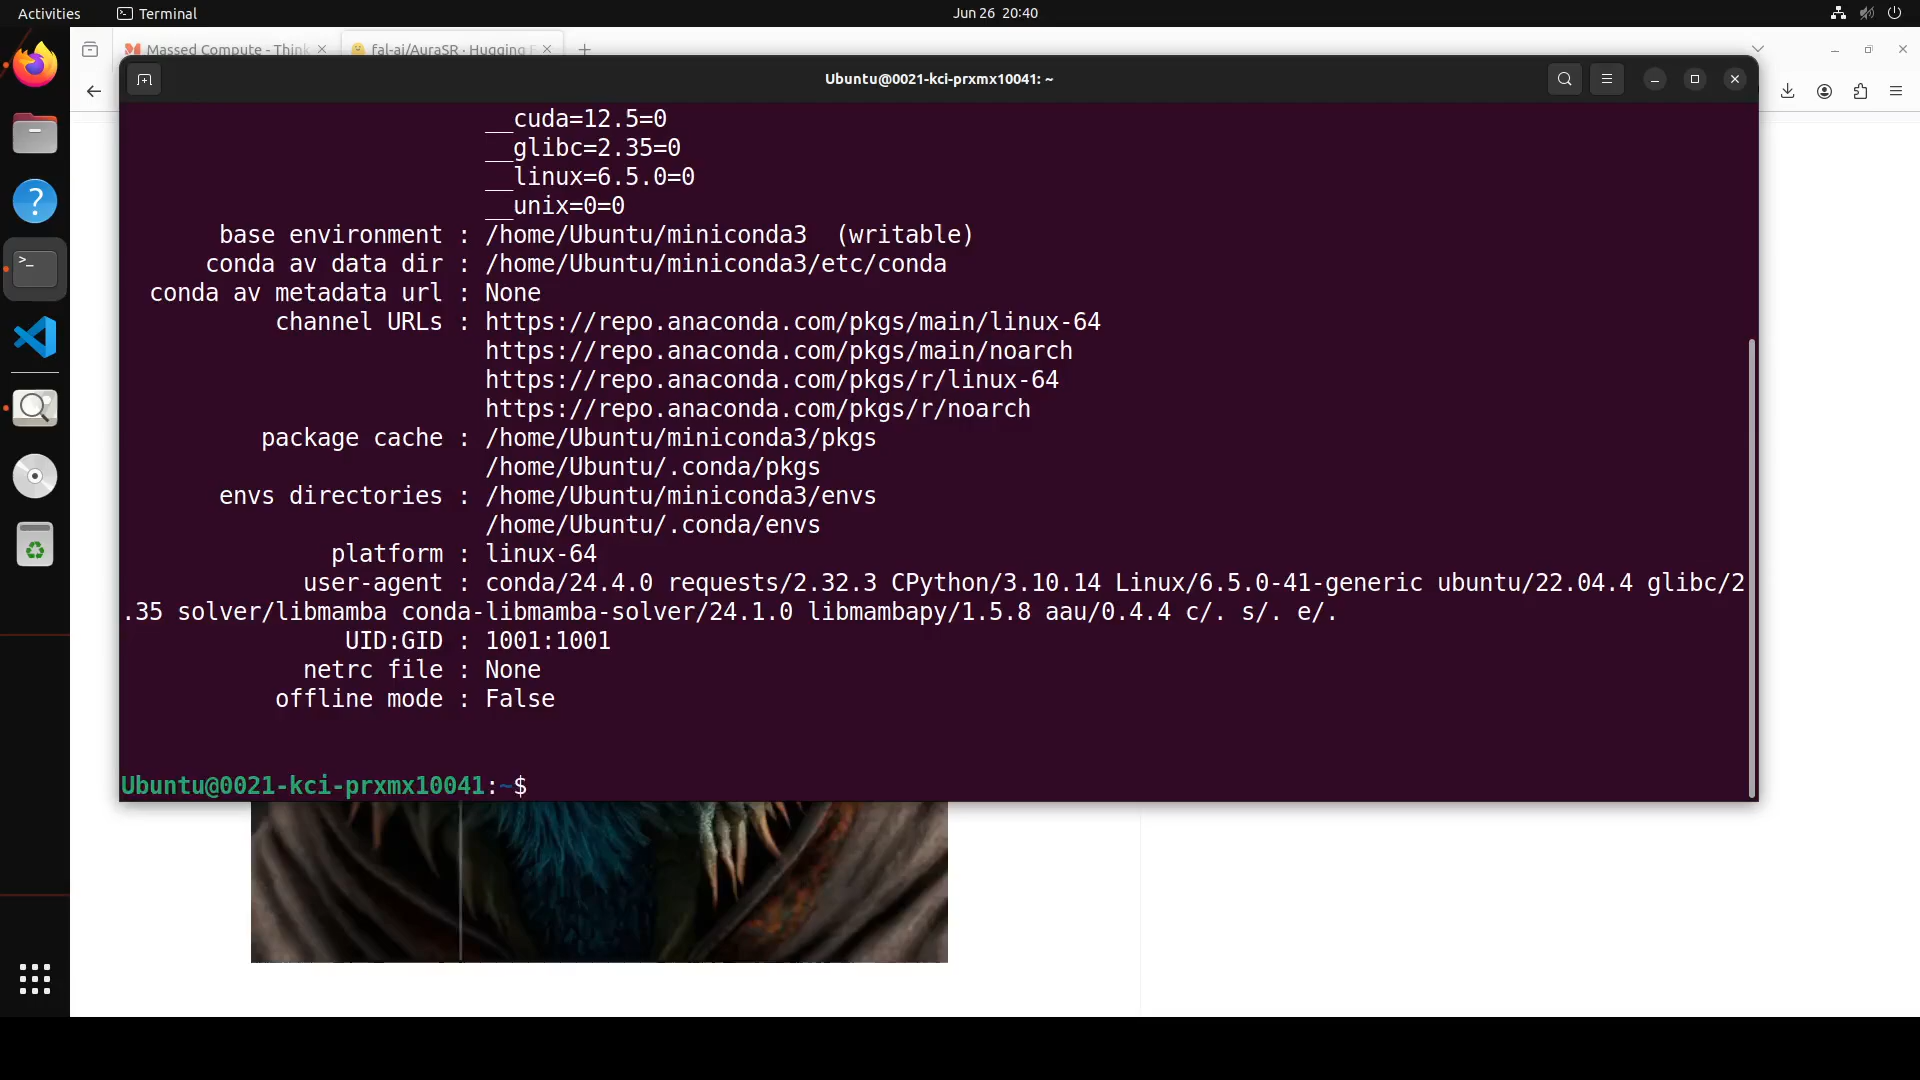 Activities
Terminal
Jun 26 20:40
Massed Compute - Think
fal-ai/AuraSR · Hugging
Ubuntu@0021-kci-prxmx10041: ~
__cuda=12.5=0
__glibc=2.35=0
__linux=6.5.0=0
__unix=0=0
base environment : /home/Ubuntu/miniconda3  (writable)
conda av data dir : /home/Ubuntu/miniconda3/etc/conda
conda av metadata url : None
channel URLs : https://repo.anaconda.com/pkgs/main/linux-64
https://repo.anaconda.com/pkgs/main/noarch
https://repo.anaconda.com/pkgs/r/linux-64
https://repo.anaconda.com/pkgs/r/noarch
package cache : /home/Ubuntu/miniconda3/pkgs
/home/Ubuntu/.conda/pkgs
envs directories : /home/Ubuntu/miniconda3/envs
/home/Ubuntu/.conda/envs
platform : linux-64
user-agent : conda/24.4.0 requests/2.32.3 CPython/3.10.14 Linux/6.5.0-41-generic ubuntu/22.04.4 glibc/2
.35 solver/libmamba conda-libmamba-solver/24.1.0 libmambapy/1.5.8 aau/0.4.4 c/. s/. e/.
UID:GID : 1001:1001
netrc file : None
offline mode : False
Ubuntu@0021-kci-prxmx10041:~$